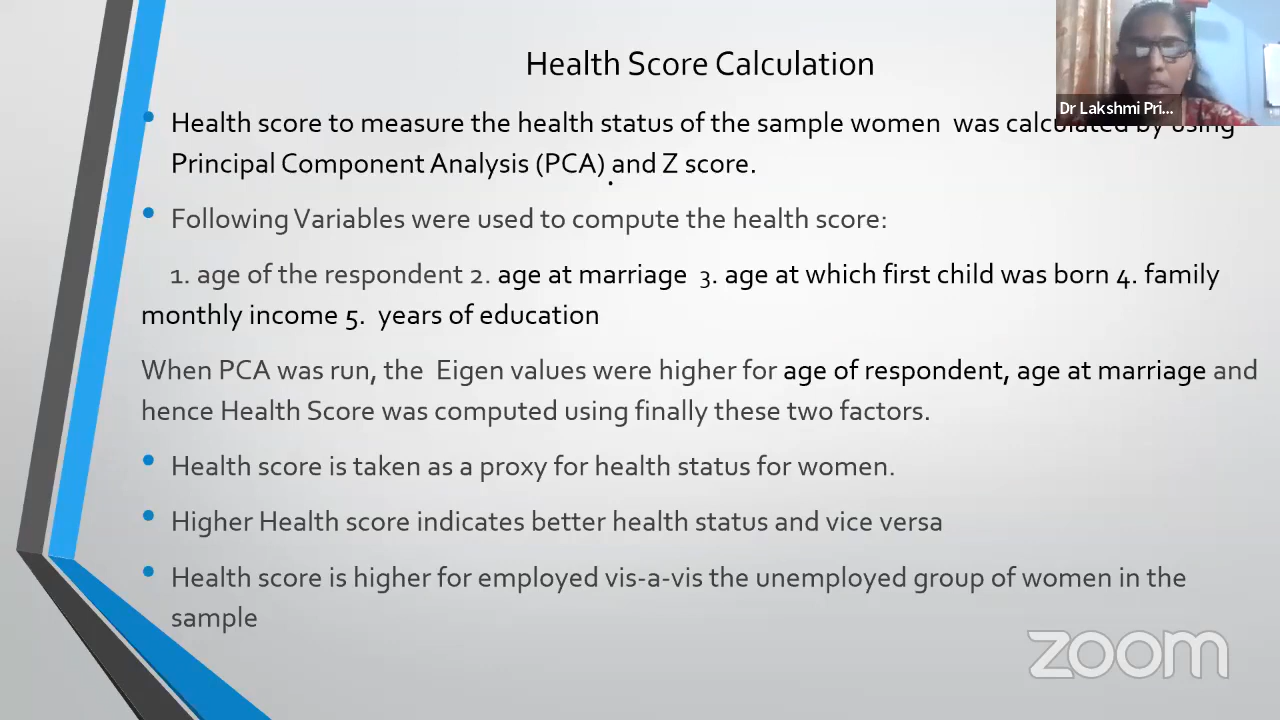 Health Score Calculation
Dr Lakshmi Pri...
• Health score to measure the health status of the sample women was calculated by using
Principal Component Analysis (PCA) and Z score.
• Following Variables were used to compute the health score:
1. age of the respondent 2. age at marriage 3. age at which first child was born 4. family
monthly income 5. years of education
When PCA was run, the Eigen values were higher for age of respondent, age at marriage and
hence Health Score was computed using finally these two factors.
• Health score is taken as a proxy for health status for women.
• Higher Health score indicates better health status and vice versa
• Health score is higher for employed vis-a-vis the unemployed group of women in the
sample
zoom